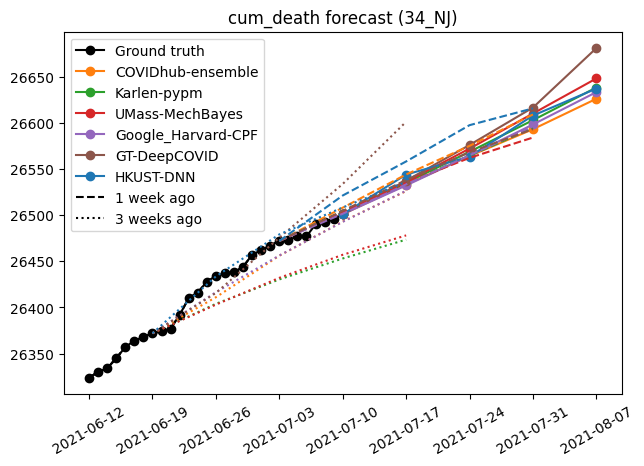 cum_death forecast (34_NJ)
Ground truth
COVIDhub-ensemble
Karlen-pypm
UMass-MechBayes
Google_Harvard-CPF
GT-DeepCOVID
HKUST-DNN
1 week ago
3 weeks ago
26650
26600
26550
26500
26450
26400
26350
2021-06-12
2021-06-19
2021-06-26
2021-07-03
2021-07-10
2021-07-17
2021-07-24
2021-07-31
2021-08-07